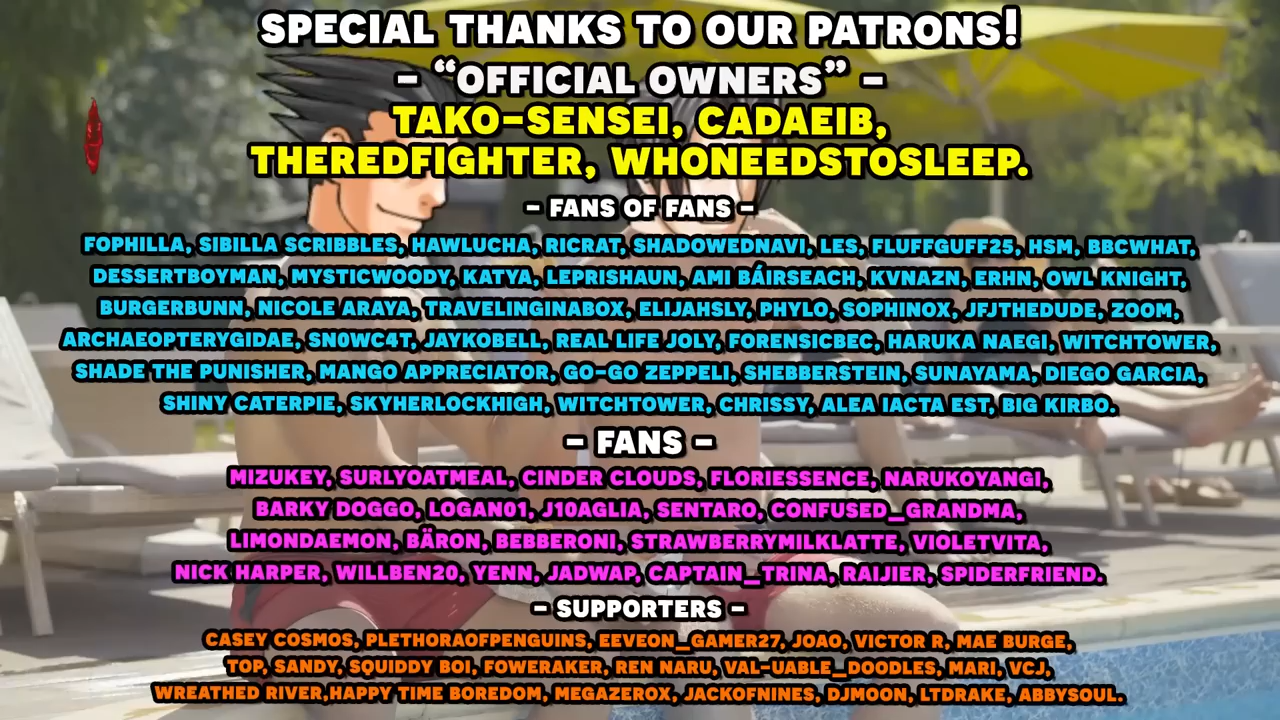 SPECIAL THANKS TO OUR PATRONS!
- “OFFICIAL OWNERS” -
TAKO-SENSEI, CADAEIB,
THEREDFIGHTER, WHONEEDSTOSLEEP.
- FANS OF FANS -
FOPHILLA, SIBILLA SCRIBBLES, HAWLUCHA, RICRAT, SHADOWEDNAVI, LES, FLUFFGUFF25, HSM, BBCWHAT,
DESSERTBOYMAN, MYSTICWOODY, KATYA, LEPRISHAUN, AMI BÁIRSEACH, KVNAZN, ERHN, OWL KNIGHT,
BURGERBUNN, NICOLE ARAYA, TRAVELINGINABOX, ELIJAHSLY, PHYLO, SOPHINOX, JFJTHEDUDE, ZOOM,
ARCHAEOPTERYGIDAE, SN0WC4T, JAYKOBELL, REAL LIFE JOLY, FORENSICBEC, HARUKA NAEGI, WITCHTOWER,
SHADE THE PUNISHER, MANGO APPRECIATOR, GO-GO ZEPPELI, SHEBBERSTEIN, SUNAYAMA, DIEGO GARCIA,
SHINY CATERPIE, SKYHERLOCKHIGH, WITCHTOWER, CHRISSY, ALEA IACTA EST, BIG KIRBO.
- FANS -
MIZUKEY, SURLYOATMEAL, CINDER CLOUDS, FLORIESSENCE, NARUKOYANGI,
BARKY DOGGO, LOGAN01, J10AGLIA, SENTARO, CONFUSED_GRANDMA,
LIMONDAEMON, BÄRON, BEBBERONI, STRAWBERRYMILKLATTE, VIOLETVITA,
NICK HARPER, WILLBEN20, YENN, JADWAP, CAPTAIN_TRINA, RAIJIER, SPIDERFRIEND.
- SUPPORTERS -
CASEY COSMOS, PLETHORAOFPENGUINS, EEVEON_GAMER27, JOAO, VICTOR R, MAE BURGE,
TOP, SANDY, SQUIDDY BOI, FOWERAKER, REN NARU, VAL-UABLE_DOODLES, MARI, VCJ,
WREATHED RIVER,HAPPY TIME BOREDOM, MEGAZEROX, JACKOFNINES, DJMOON, LTDRAKE, ABBYSOUL.